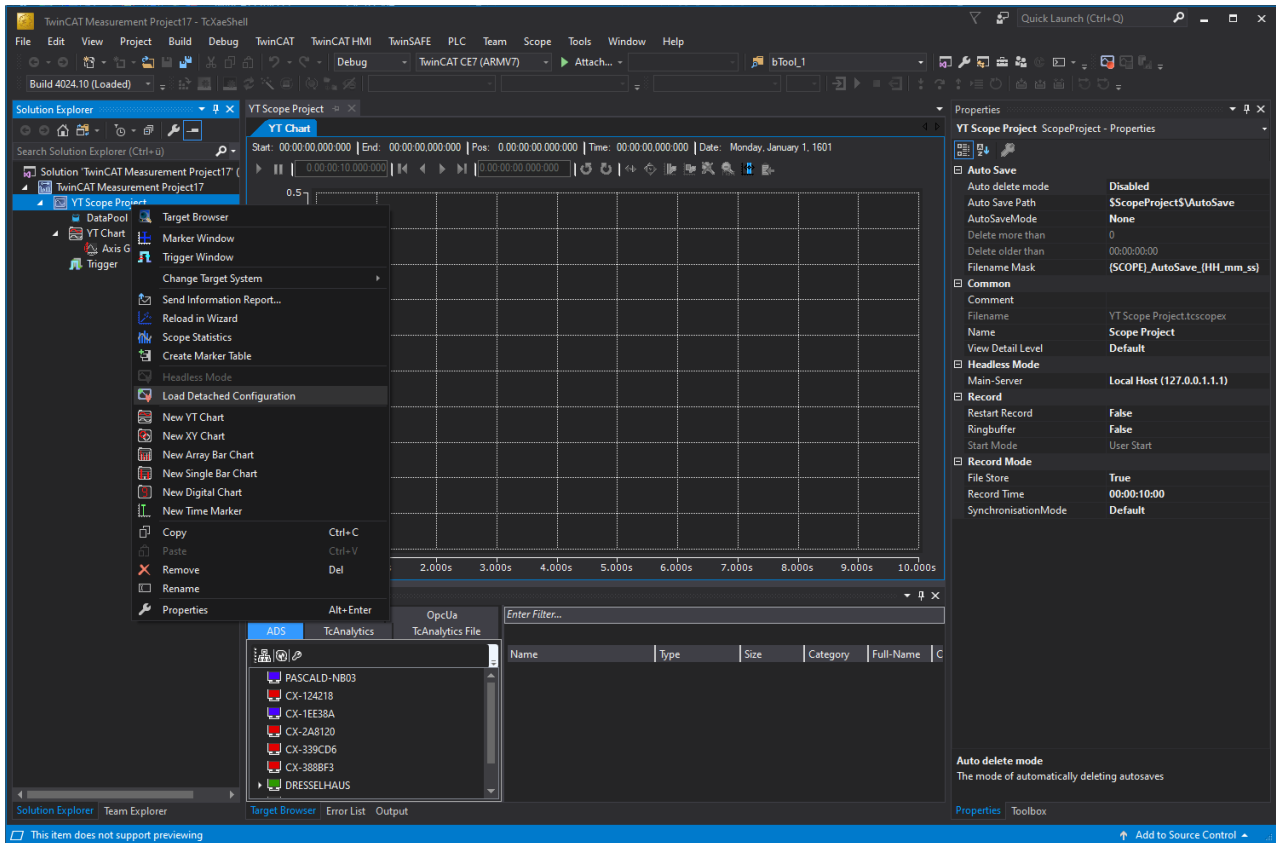 TwinCAT Measurement Project17 - TcXaeShell
Quick Launch (Ctrl+Q)
File Edit View Project Build Debug TwinCAT TwinCAT HMI TwinSAFE PLC Team Scope Tools Window Help
Debug TwinCAT CE7 (ARMV7) Attach... bTool_1
Build 4024.10 (Loaded)
Solution Explorer
Search Solution Explorer (Ctrl+ü)
Solution 'TwinCAT Measurement Project17' (
TwinCAT Measurement Project17
YT Scope Project
DataPool
YT Chart
Axis G
Trigger
Target Browser
Marker Window
Trigger Window
Change Target System
Send Information Report...
Reload in Wizard
Scope Statistics
Create Marker Table
Headless Mode
Load Detached Configuration
New YT Chart
New XY Chart
New Array Bar Chart
New Single Bar Chart
New Digital Chart
New Time Marker
Copy Ctrl+C
Paste Ctrl+V
Remove Del
Rename
Properties Alt+Enter
YT Scope Project
YT Chart
Start: 00:00:00,000:000 End: 00:00:00,000:000 Pos: 0.00:00:00.000:000 Time: 00:00:00,000:000 Date: Monday, January 1, 1601
0.00:00:10.000:000 0.00:00:00.000:000
0.5
2.000s 3.000s 4.000s 5.000s 6.000s 7.000s 8.000s 9.000s 10.000s
OpcUa
ADS TcAnalytics TcAnalytics File
Enter Filter...
Name Type Size Category Full-Name C
PASCALD-NB03
CX-124218
CX-1EE38A
CX-2A8120
CX-339CD6
CX-388BF3
DRESSELHAUS
Solution Explorer Team Explorer
Target Browser Error List Output
Properties
YT Scope Project ScopeProject - Properties
Auto Save
Auto delete mode Disabled
Auto Save Path $ScopeProject$\AutoSave
AutoSaveMode None
Delete more than 0
Delete older than 00:00:00:00
Filename Mask (SCOPE)_AutoSave_(HH_mm_ss)
Common
Comment
Filename YT Scope Project.tcscopex
Name Scope Project
View Detail Level Default
Headless Mode
Main-Server Local Host (127.0.0.1.1.1)
Record
Restart Record False
Ringbuffer False
Start Mode User Start
Record Mode
File Store True
Record Time 00:00:10:00
SynchronisationMode Default
Auto delete mode
The mode of automatically deleting autosaves
Properties Toolbox
This item does not support previewing
Add to Source Control